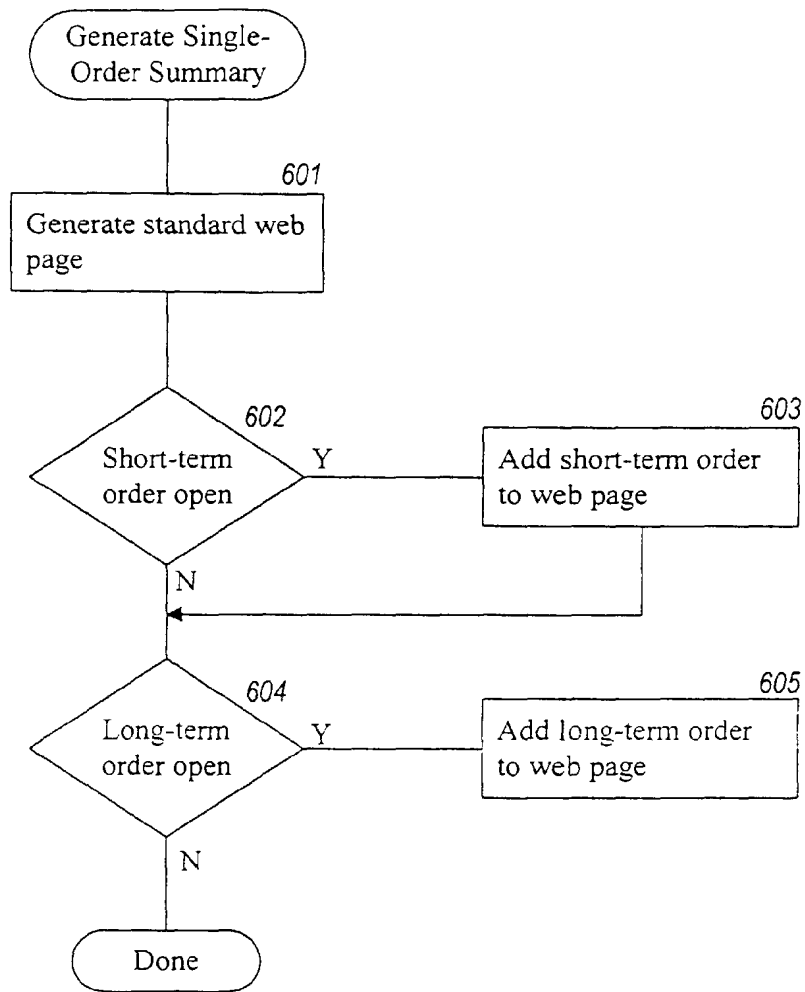 Generate Single-
Order Summary
601
Generate standard web
page
602
Short-term
order open
Y
N
603
Add short-term order
to web page
604
Long-term
order open
Y
N
605
Add long-term order
to web page
Done